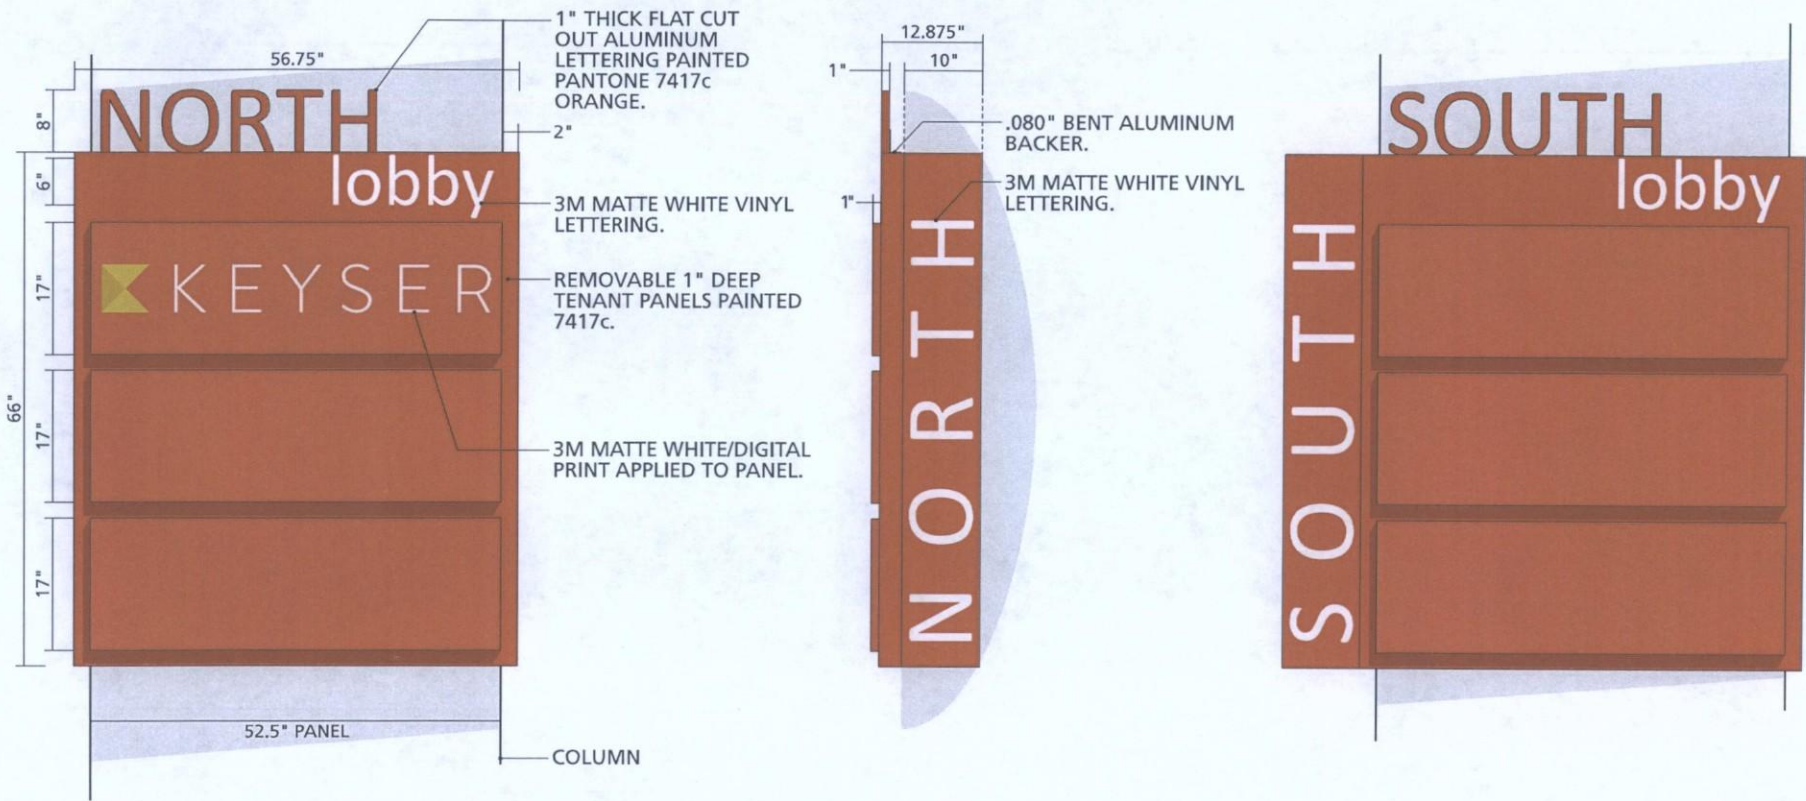 1" THICK FLAT CUT
OUT ALUMINUM
LETTERING PAINTED
PANTONE 7417c
ORANGE.
56.75"
8"
NORTH
2"
6"
lobby
3M MATTE WHITE VINYL
LETTERING.
17"
KEYSER
REMOVABLE 1" DEEP
TENANT PANELS PAINTED
7417c.
66"
17"
3M MATTE WHITE/DIGITAL
PRINT APPLIED TO PANEL.
17"
52.5" PANEL
COLUMN
12.875"
1"
10"
.080" BENT ALUMINUM
BACKER.
3M MATTE WHITE VINYL
LETTERING.
1"
NORTH
SOUTH
lobby
SOUTH